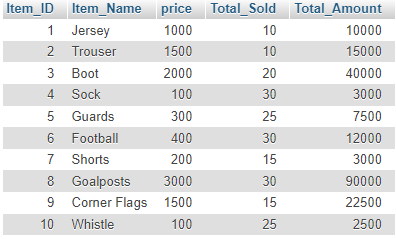 Item_ID Item_Name price Total_Sold Total_Amount
1 Jersey 1000 10 10000
2 Trouser 1500 10 15000
3 Boot 2000 20 40000
4 Sock 100 30 3000
5 Guards 300 25 7500
6 Football 400 30 12000
7 Shorts 200 15 3000
8 Goalposts 3000 30 90000
9 Corner Flags 1500 15 22500
10 Whistle 100 25 2500